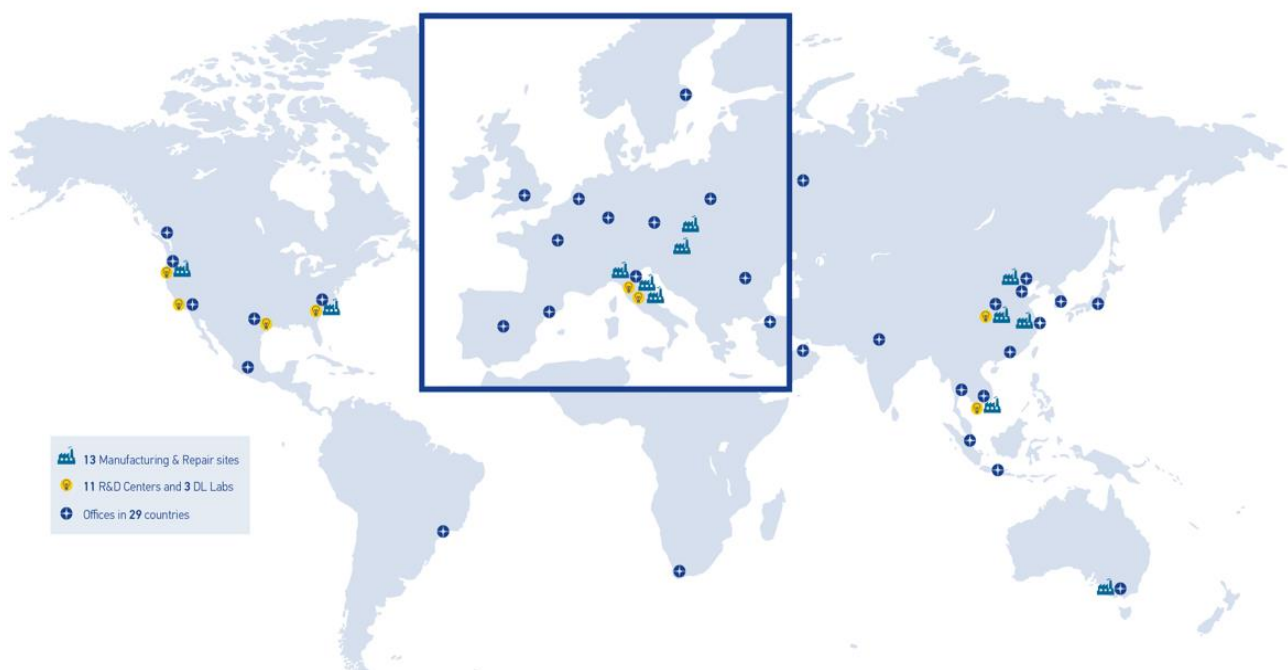 13 Manufacturing & Repair sites
11 R&D Centers and 3 DL Labs
Offices in 29 countries